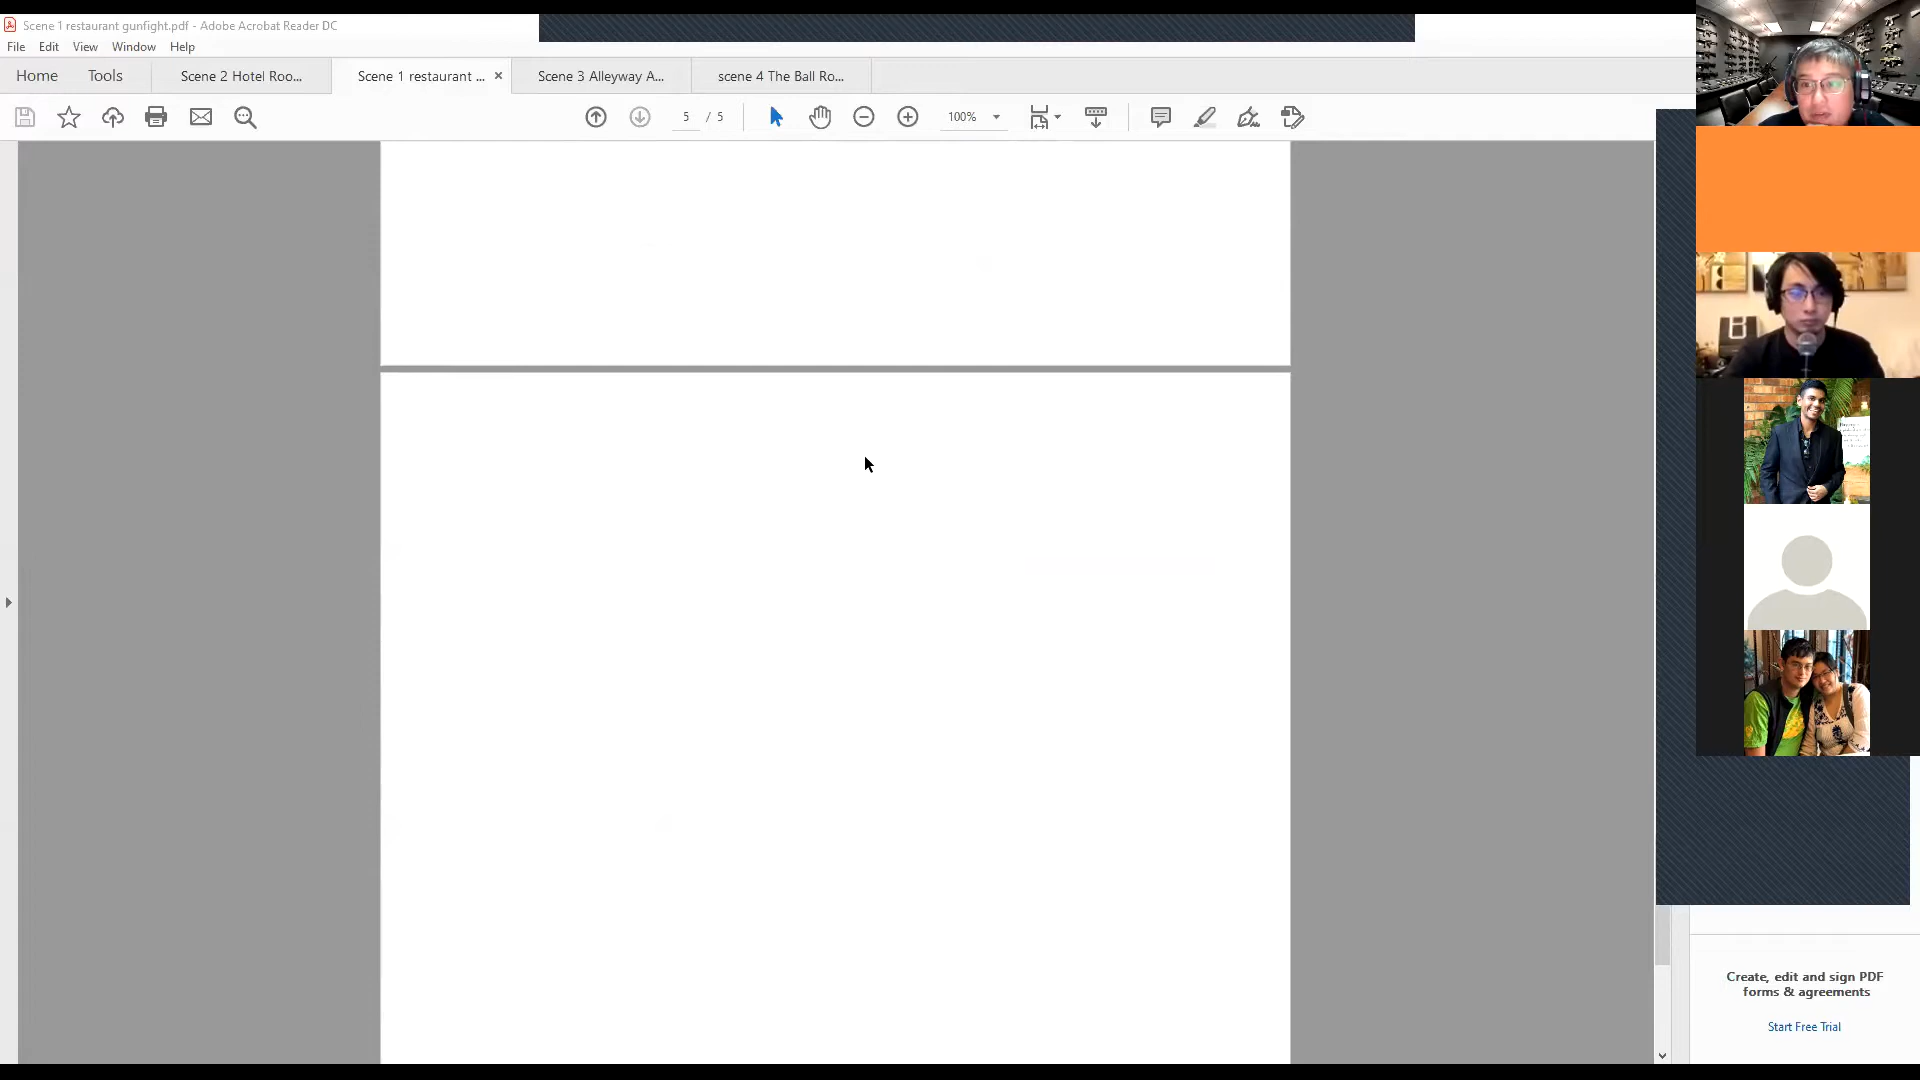 Scene 1 restaurant gunfight.pdf - Adobe Acrobat Reader DC
File Edit View Window Help
Home Tools Scene 2 Hotel Roo... Scene 1 restaurant ... Scene 3 Alleyway A... scene 4 The Ball Ro...
5 / 5 100%
Create, edit and sign PDF
forms & agreements
Start Free Trial